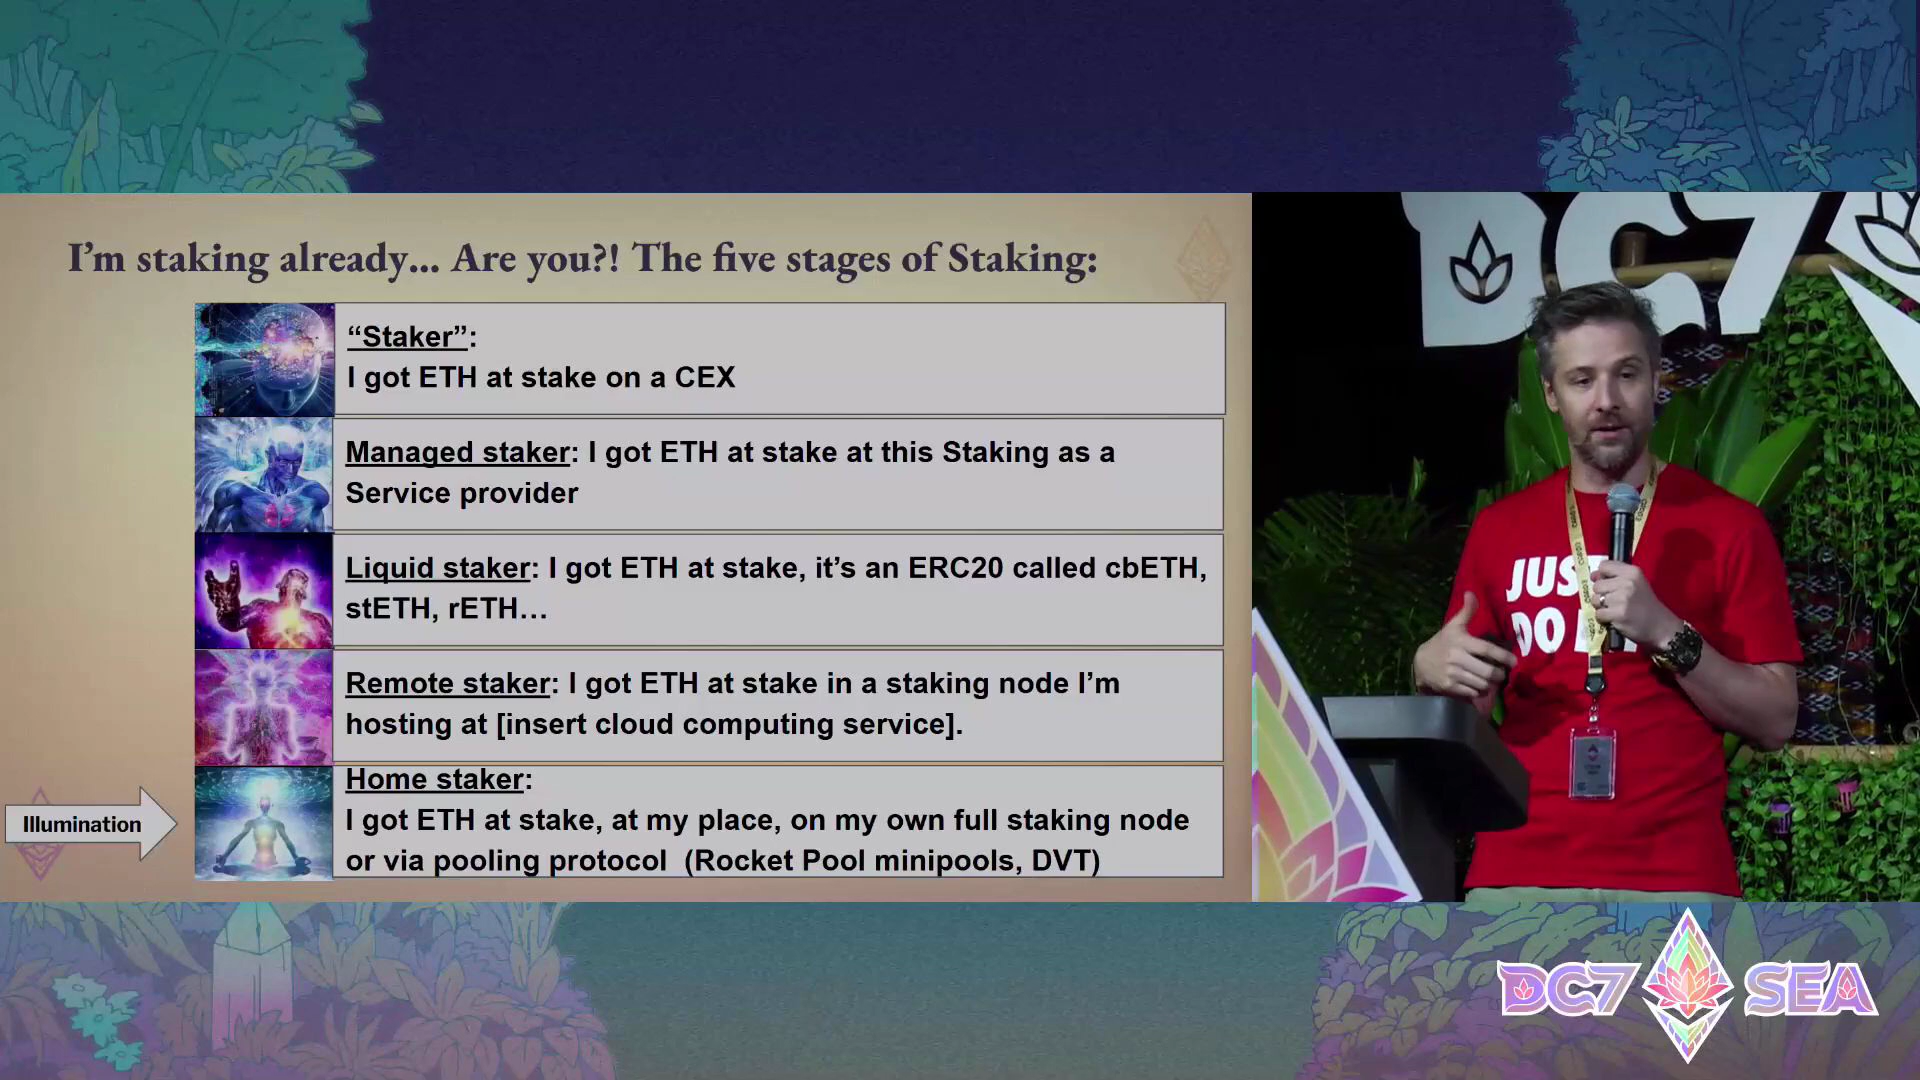 I'm staking already... Are you?! The five stages of Staking:
“Staker”:
I got ETH at stake on a CEX
Managed staker: I got ETH at stake at this Staking as a
Service provider
Liquid staker: I got ETH at stake, it’s an ERC20 called cbETH,
stETH, rETH…
Remote staker: I got ETH at stake in a staking node I’m
hosting at [insert cloud computing service].
Illumination
Home staker:
I got ETH at stake, at my place, on my own full staking node
or via pooling protocol (Rocket Pool minipools, DVT)
DC7
JUST
DO
DC7 SEA